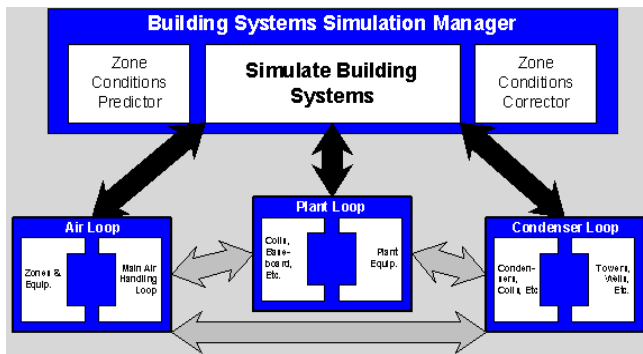 Building Systems Simulation Manager
Zone
Conditions
Predictor
Simulate Building
Systems
Zone
Conditions
Corrector
Air Loop
Zones &
Equip.
Main Air
Handling
Loop
Plant Loop
Coils,
Base-
board,
Etc.
Plant
Equip.
Condenser Loop
Conden-
sers,
Coils, Etc
Towers,
Wells,
Etc.